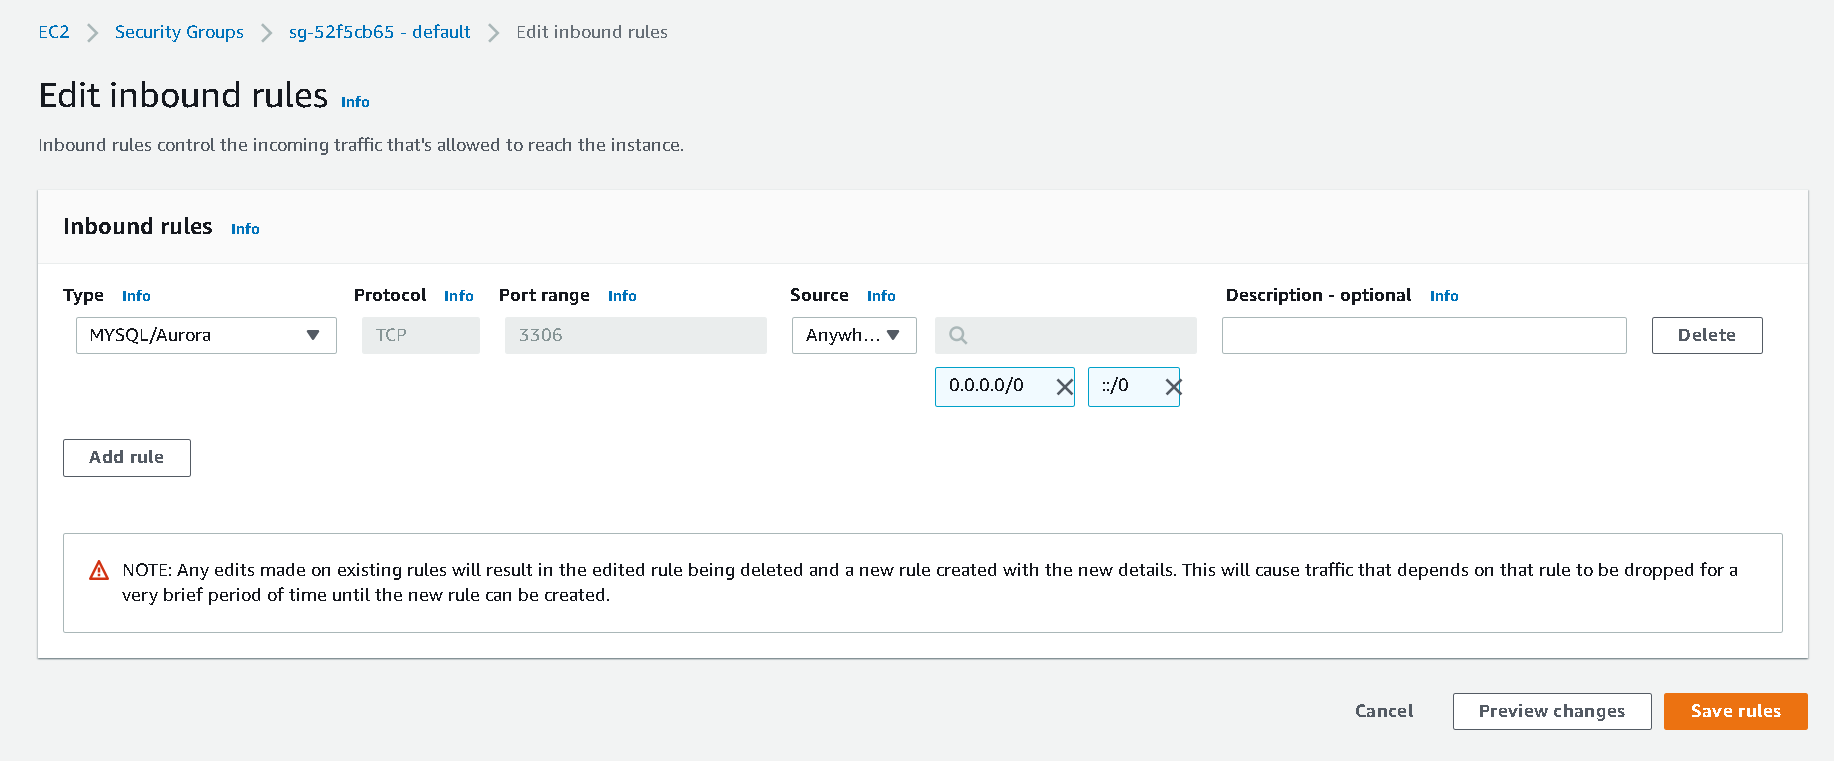 EC2 Security Groups sg-52f5cb65 - default Edit inbound rules
Edit inbound rules Info
Inbound rules control the incoming traffic that's allowed to reach the instance.
Inbound rules Info
Type Info Protocol Info Port range Info Source Info Description - optional Info
MYSQL/Aurora TCP 3306 Anywh... Delete
0.0.0.0/0 ::/0
Add rule
NOTE: Any edits made on existing rules will result in the edited rule being deleted and a new rule created with the new details. This will cause traffic that depends on that rule to be dropped for a
very brief period of time until the new rule can be created.
Cancel Preview changes Save rules